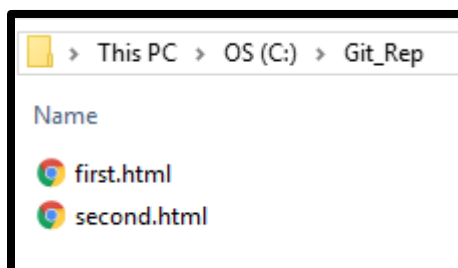 This PC > OS (C:) > Git_Rep
Name
first.html
second.html